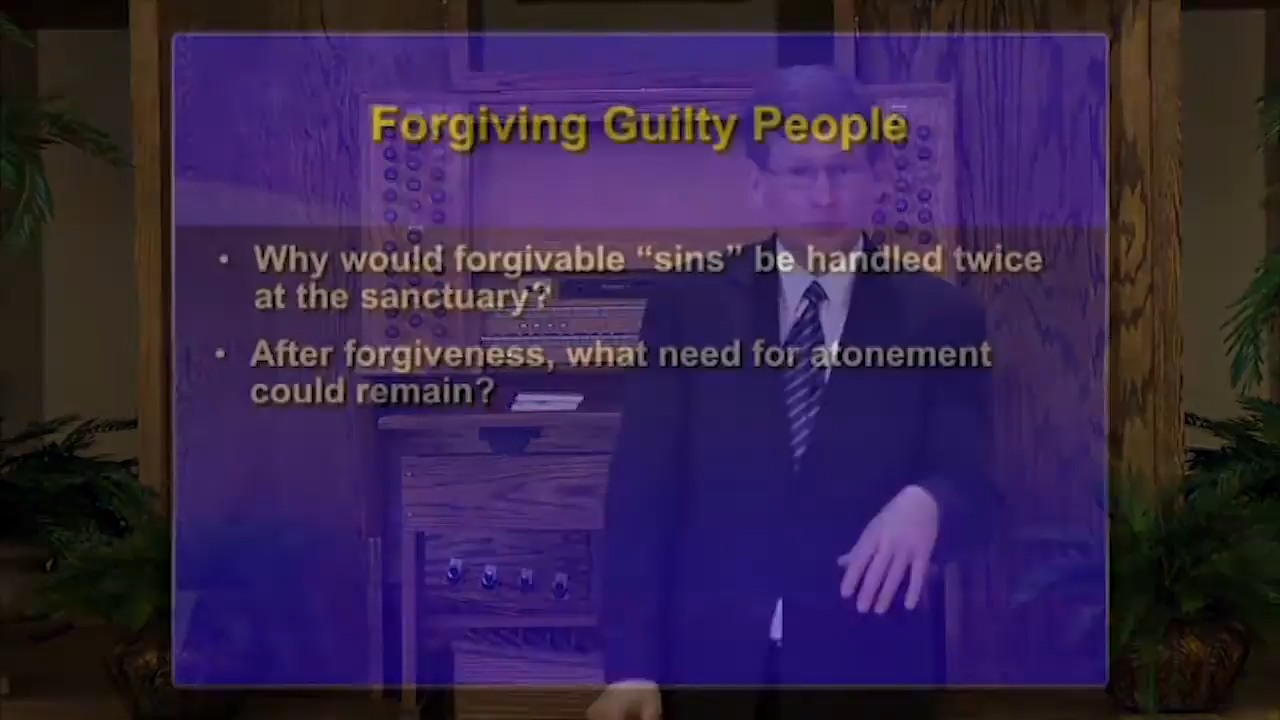 Forgiving Guilty People
• Why would forgivable “sins” be handled twice
at the sanctuary?
• After forgiveness, what need for atonement
could remain?